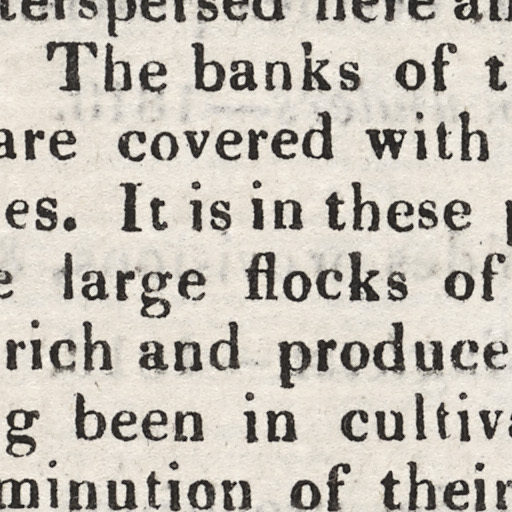 terspersed here an
The banks of t
are covered with
es. It is in these p
e large flocks of
rich and produce
g been in cultiva
minution of their